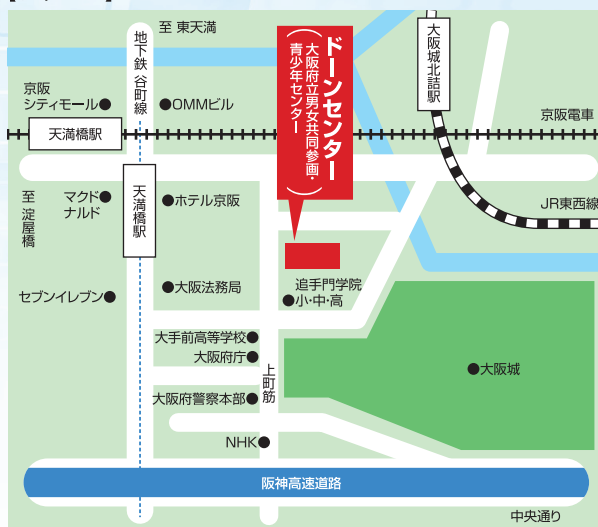 至 東天満
地下鉄 谷町線
ドーンセンター
(大阪府立男女共同参画・
青少年センター)
大阪城北詰駅
京阪
シティモール
OMMビル
京阪電車
天満橋駅
至 淀屋橋
マクド
ナルド
天満橋駅
ホテル京阪
JR東西線
セブンイレブン
大阪法務局
追手門学院
小・中・高
大手前高等学校
大阪府庁
上町筋
大阪城
大阪府警察本部
NHK
阪神高速道路
中央通り